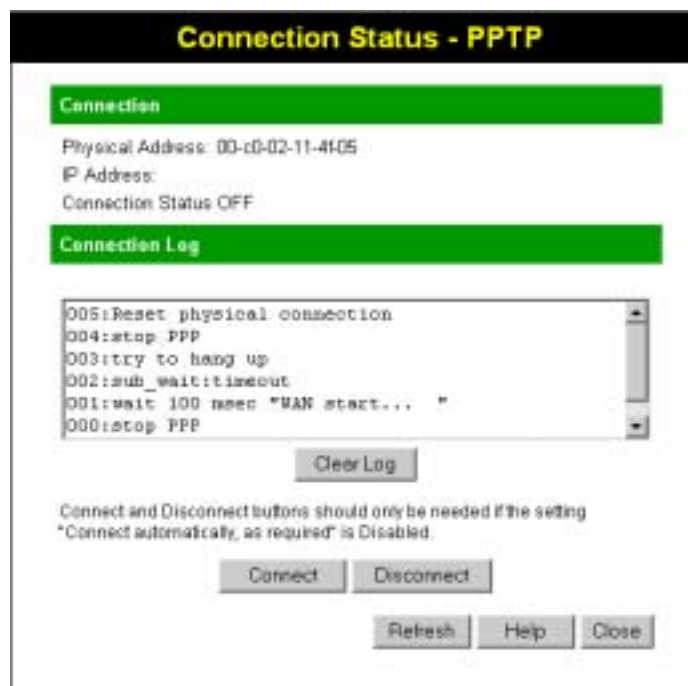 Connection Status - PPTP
Connection
Physical Address: 00-c0-02-11-4f-05
IP Address:
Connection Status OFF
Connection Log
005:Reset physical connection
004:stop PPP
003:try to hang up
002:sub_wait:timeout
001:wait 100 msec "WAN start...  "
000:stop PPP
Clear Log
Connect and Disconnect buttons should only be needed if the setting
"Connect automatically, as required" is Disabled.
Connect Disconnect
Refresh Help Close